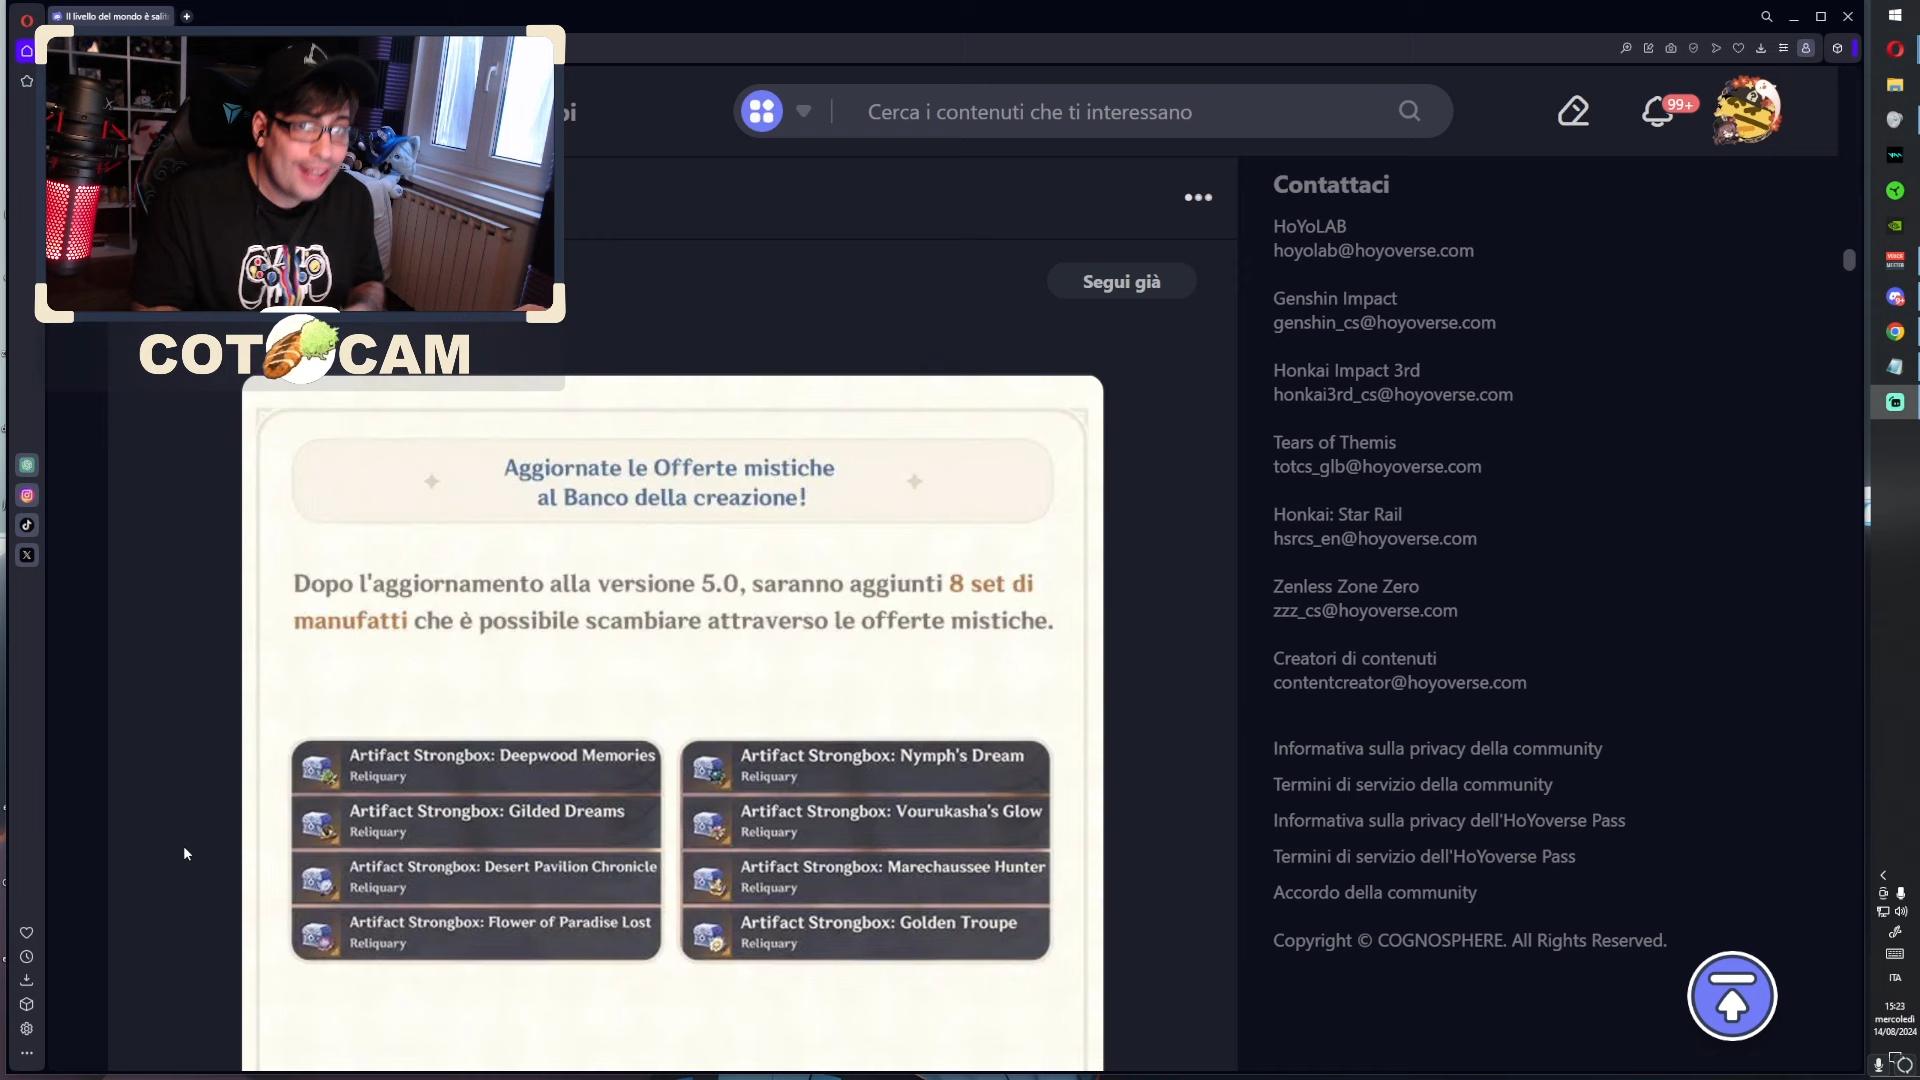 Il livello del mondo è salit
pi
Cerca i contenuti che ti interessano
99+
Segui già
COTOCAM
Aggiornate le Offerte mistiche
al Banco della creazione!
Dopo l'aggiornamento alla versione 5.0, saranno aggiunti 8 set di
manufatti che è possibile scambiare attraverso le offerte mistiche.
Artifact Strongbox: Deepwood Memories
Reliquary
Artifact Strongbox: Gilded Dreams
Reliquary
Artifact Strongbox: Desert Pavilion Chronicle
Reliquary
Artifact Strongbox: Flower of Paradise Lost
Reliquary
Artifact Strongbox: Nymph's Dream
Reliquary
Artifact Strongbox: Vourukasha's Glow
Reliquary
Artifact Strongbox: Marechaussee Hunter
Reliquary
Artifact Strongbox: Golden Troupe
Reliquary
Contattaci
HoYoLAB
hoyolab@hoyoverse.com
Genshin Impact
genshin_cs@hoyoverse.com
Honkai Impact 3rd
honkai3rd_cs@hoyoverse.com
Tears of Themis
totcs_glb@hoyoverse.com
Honkai: Star Rail
hsrcs_en@hoyoverse.com
Zenless Zone Zero
zzz_cs@hoyoverse.com
Creatori di contenuti
contentcreator@hoyoverse.com
Informativa sulla privacy della community
Termini di servizio della community
Informativa sulla privacy dell'HoYoverse Pass
Termini di servizio dell'HoYoverse Pass
Accordo della community
Copyright © COGNOSPHERE. All Rights Reserved.
ITA
15:23
mercoledì
14/08/2024